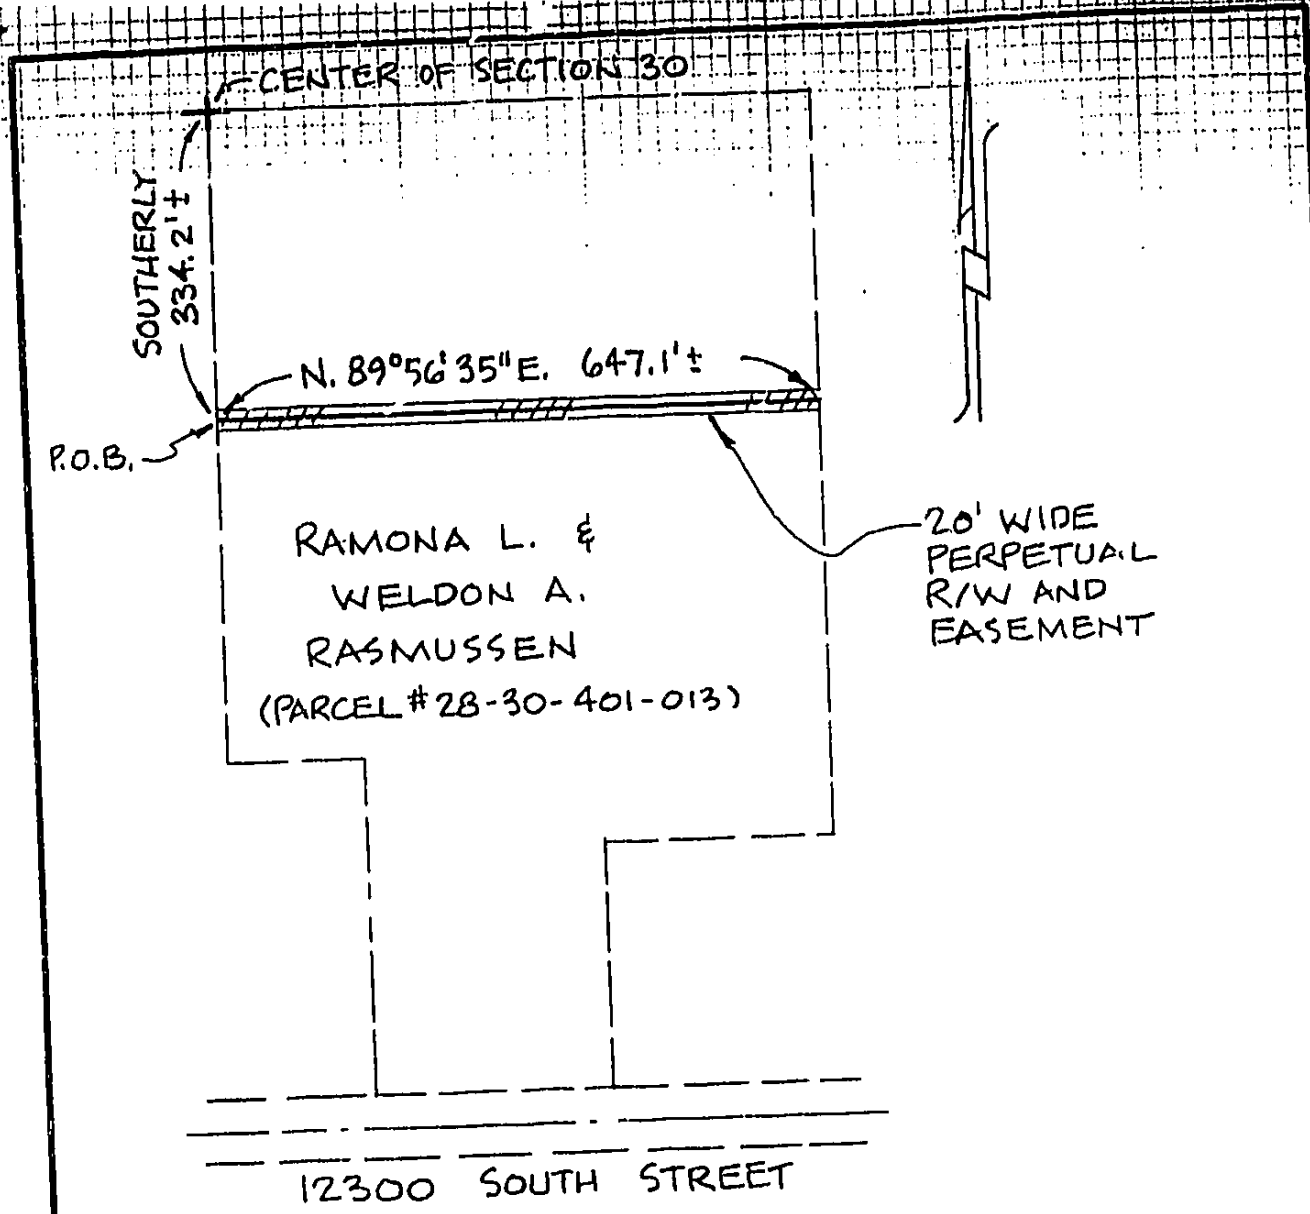 CENTER OF SECTION 30
SOUTHERLY
334.2'±
N. 89°56'35"E. 647.1'±
P.O.B.
RAMONA L. &
WELDON A.
RASMUSSEN
(PARCEL #28-30-401-013)
20' WIDE
PERPETUAL
R/W AND
EASEMENT
12300 SOUTH STREET